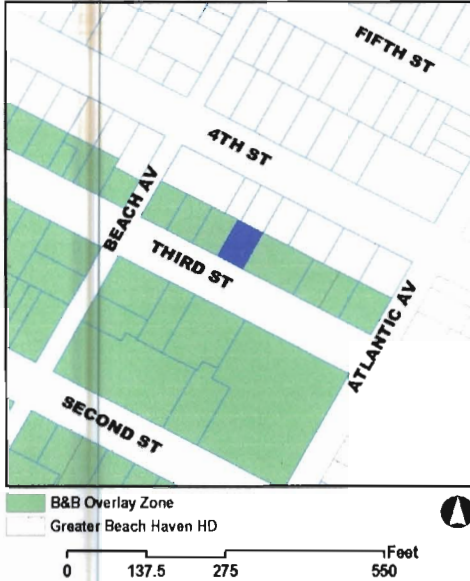 FIFTH ST
4TH ST
BEACH AV
THIRD ST
ATLANTIC AV
SECOND ST
B&B Overlay Zone
Greater Beach Haven HD
Feet
0 137.5 275 550